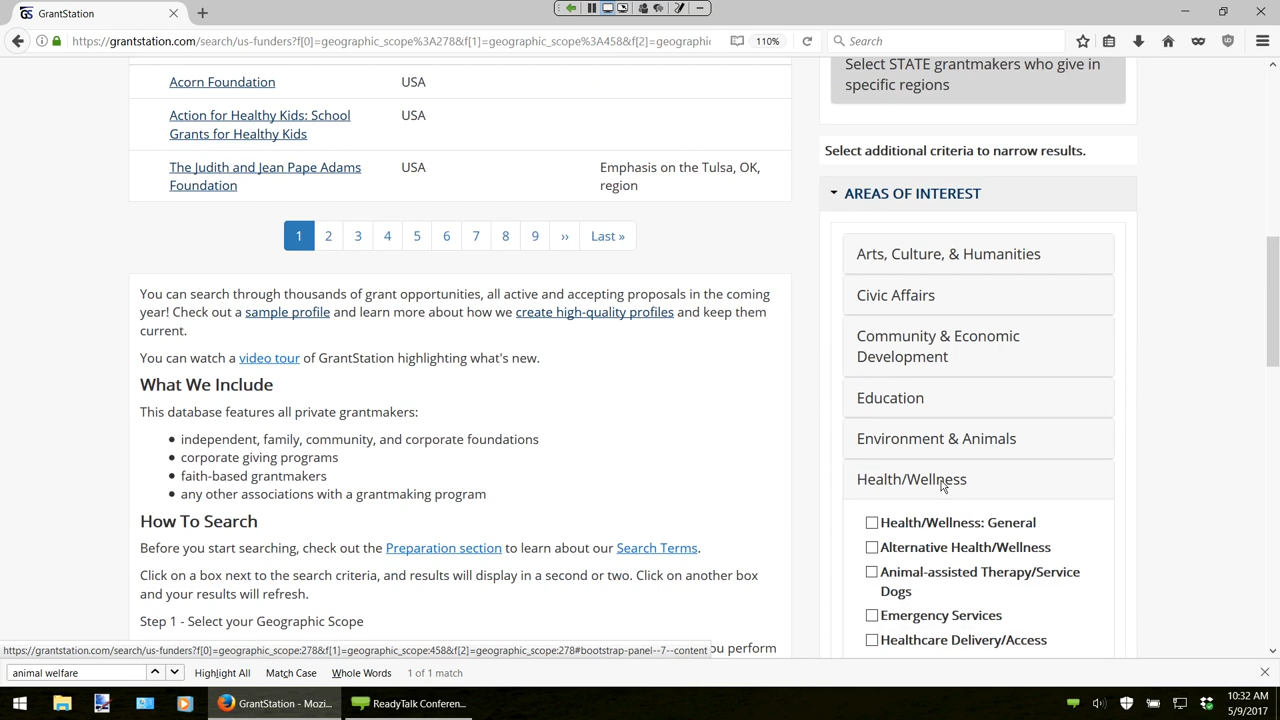 GrantStation
https://grantstation.com/search/us-funders?f[0]=geographic_scope%3A278&f[1]=geographic_scope%3A458&f[2]=geographi
110%
Search
Acorn Foundation USA
Action for Healthy Kids: School USA
Grants for Healthy Kids
The Judith and Jean Pape Adams USA Emphasis on the Tulsa, OK,
Foundation region
1 2 3 4 5 6 7 8 9 ›› Last »
You can search through thousands of grant opportunities, all active and accepting proposals in the coming
year! Check out a sample profile and learn more about how we create high-quality profiles and keep them
current.
You can watch a video tour of GrantStation highlighting what's new.
What We Include
This database features all private grantmakers:
• independent, family, community, and corporate foundations
• corporate giving programs
• faith-based grantmakers
• any other associations with a grantmaking program
How To Search
Before you start searching, check out the Preparation section to learn about our Search Terms.
Click on a box next to the search criteria, and results will display in a second or two. Click on another box
and your results will refresh.
Step 1 - Select your Geographic Scope
ou perform
Select STATE grantmakers who give in
specific regions
Select additional criteria to narrow results.
AREAS OF INTEREST
Arts, Culture, & Humanities
Civic Affairs
Community & Economic
Development
Education
Environment & Animals
Health/Wellness
Health/Wellness: General
Alternative Health/Wellness
Animal-assisted Therapy/Service
Dogs
Emergency Services
Healthcare Delivery/Access
https://grantstation.com/search/us-funders?f[0]=geographic_scope:278&f[1]=geographic_scope:458&f[2]=geographic_scope:278#bootstrap-panel--7--content
animal welfare Highlight All Match Case Whole Words 1 of 1 match
GrantStation - Mozi...
ReadyTalk Conferen...
10:32 AM
5/9/2017